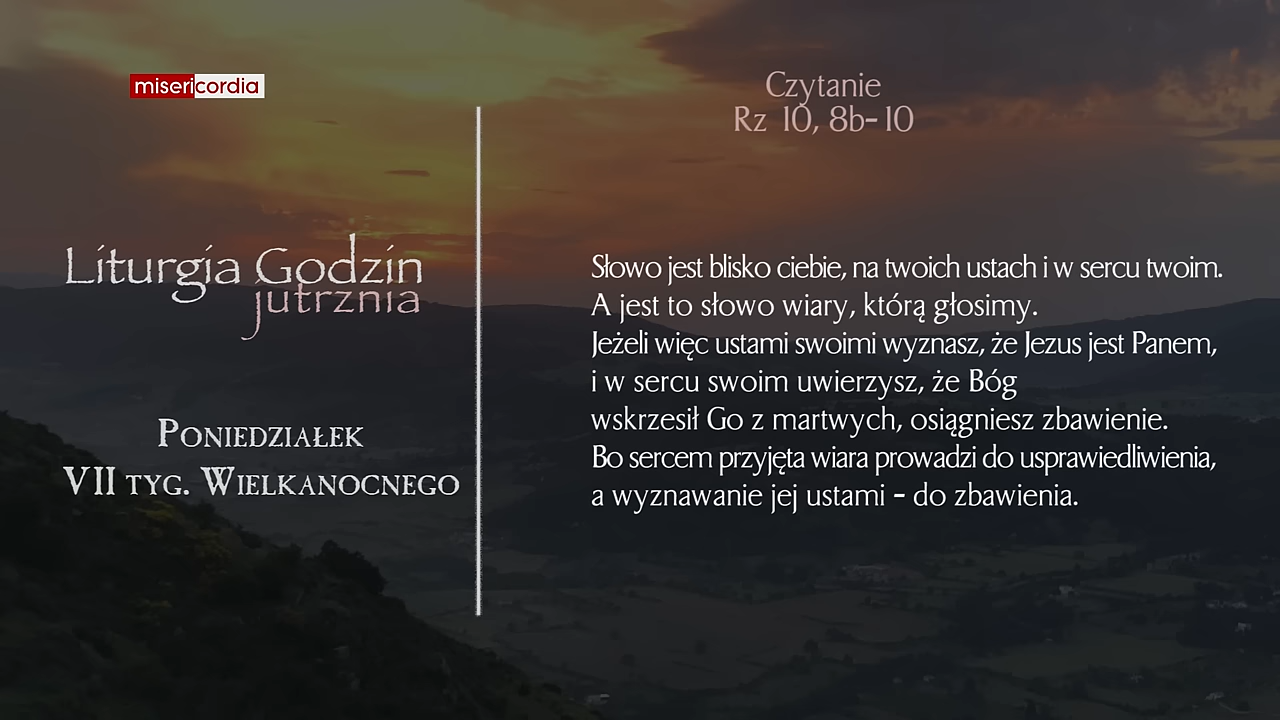 misericordia
Liturgia Godzin
jutrznia
Poniedziałek
VII tyg. Wielkanocnego
Czytanie
Rz 10, 8b-10
Słowo jest blisko ciebie, na twoich ustach i w sercu twoim.
A jest to słowo wiary, którą głosimy.
Jeżeli więc ustami swoimi wyznasz, że Jezus jest Panem,
i w sercu swoim uwierzysz, że Bóg
wskrzesił Go z martwych, osiągniesz zbawienie.
Bo sercem przyjęta wiara prowadzi do usprawiedliwienia,
a wyznawanie jej ustami - do zbawienia.